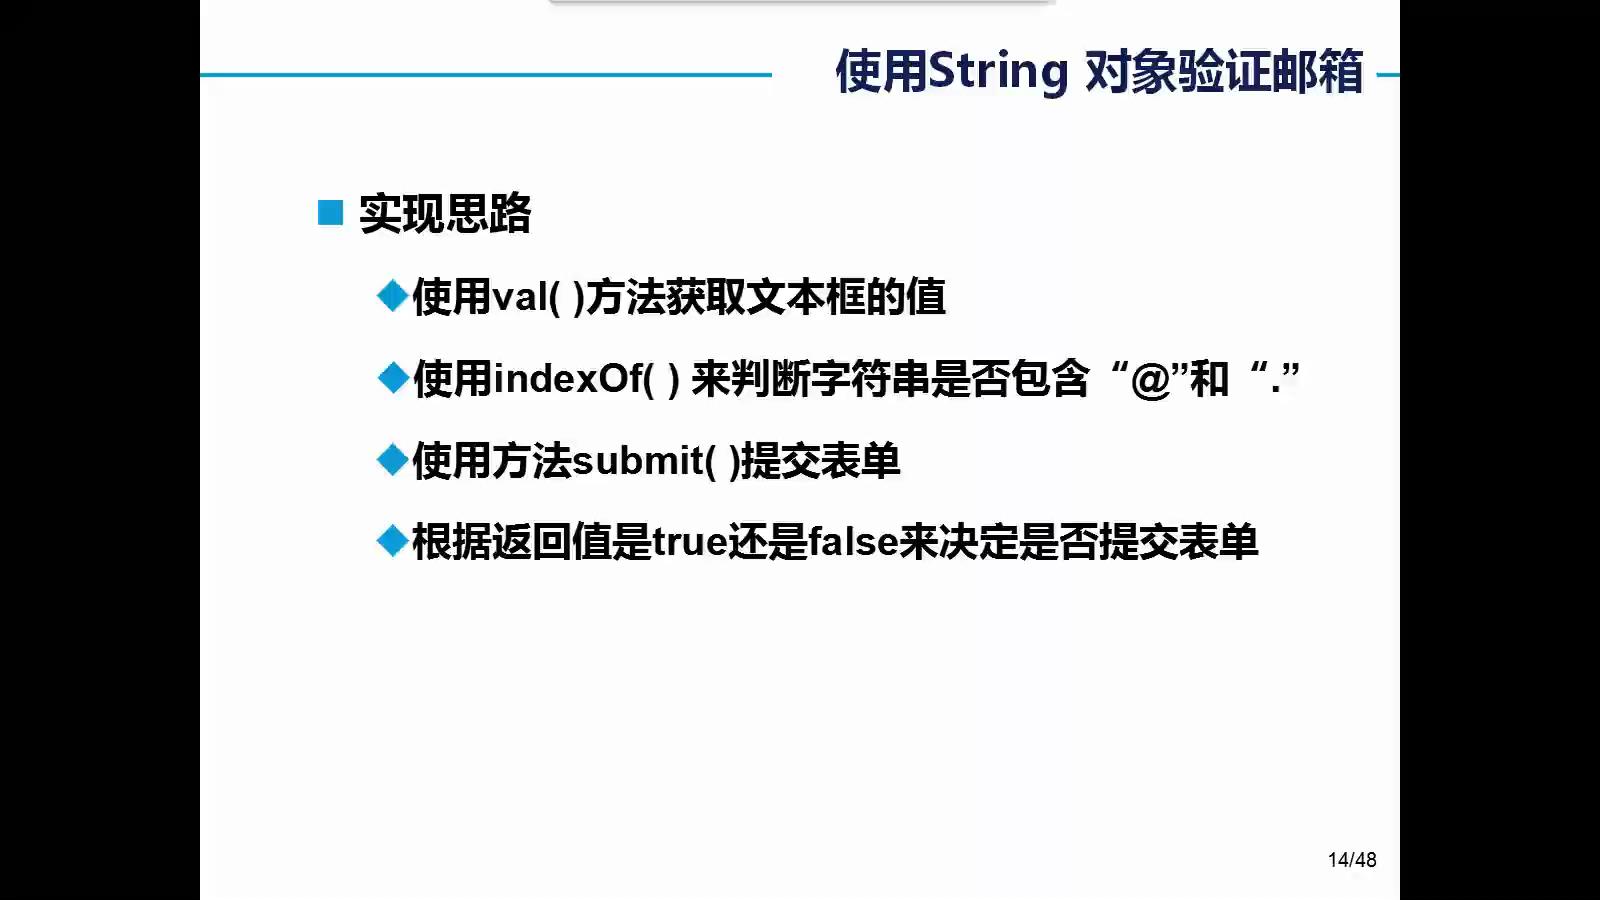 使用String 对象验证邮箱
实现思路
使用val( )方法获取文本框的值
使用indexOf( ) 来判断字符串是否包含“@”和“.”
使用方法submit( )提交表单
根据返回值是true还是false来决定是否提交表单
14/48